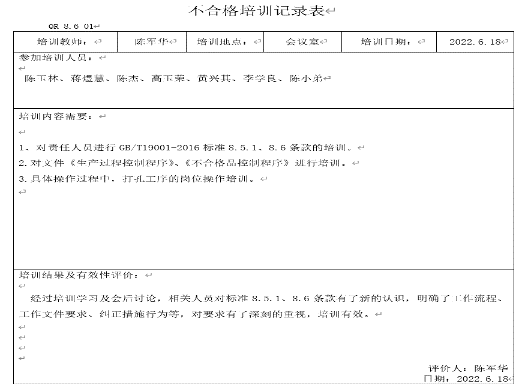 不合格培训记录表
QR 8.6-01
培训教师： 陈军华 培训地点： 会议室 培训日期： 2022.6.18
参加培训人员：
陈玉林、蒋煜慧、陈杰、高玉荣、黄兴其、李学良、陈小弟
培训内容需要：
1、对责任人员进行 GB/T19001-2016 标准 8.5.1、8.6 条款的培训。
2.对文件《生产过程控制程序》、《不合格品控制程序》进行培训。
3.具体操作过程中，打孔工序的岗位操作培训。
培训结果及有效性评价：
经过培训学习及会后讨论，相关人员对标准 8.5.1、8.6 条款有了新的认识，明确了工作流程、
工作文件要求、纠正措施行为等，对要求有了深刻的重视，培训有效。
评价人：陈军华
日期：2022.6.18